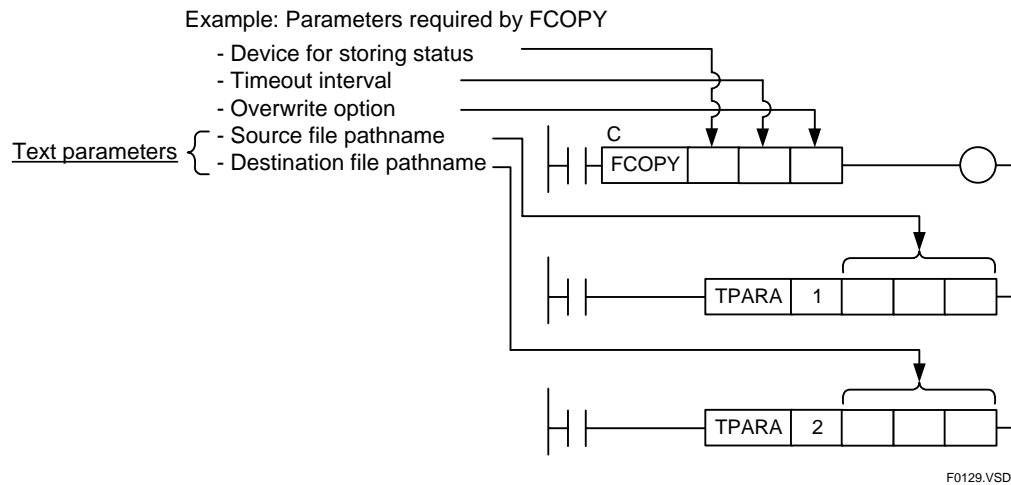 Example: Parameters required by FCOPY
- Device for storing status
- Timeout interval
- Overwrite option
- Source file pathname
Text parameters
- Destination file pathname
C
FCOPY
TPARA 1
TPARA 2
F0129.VSD